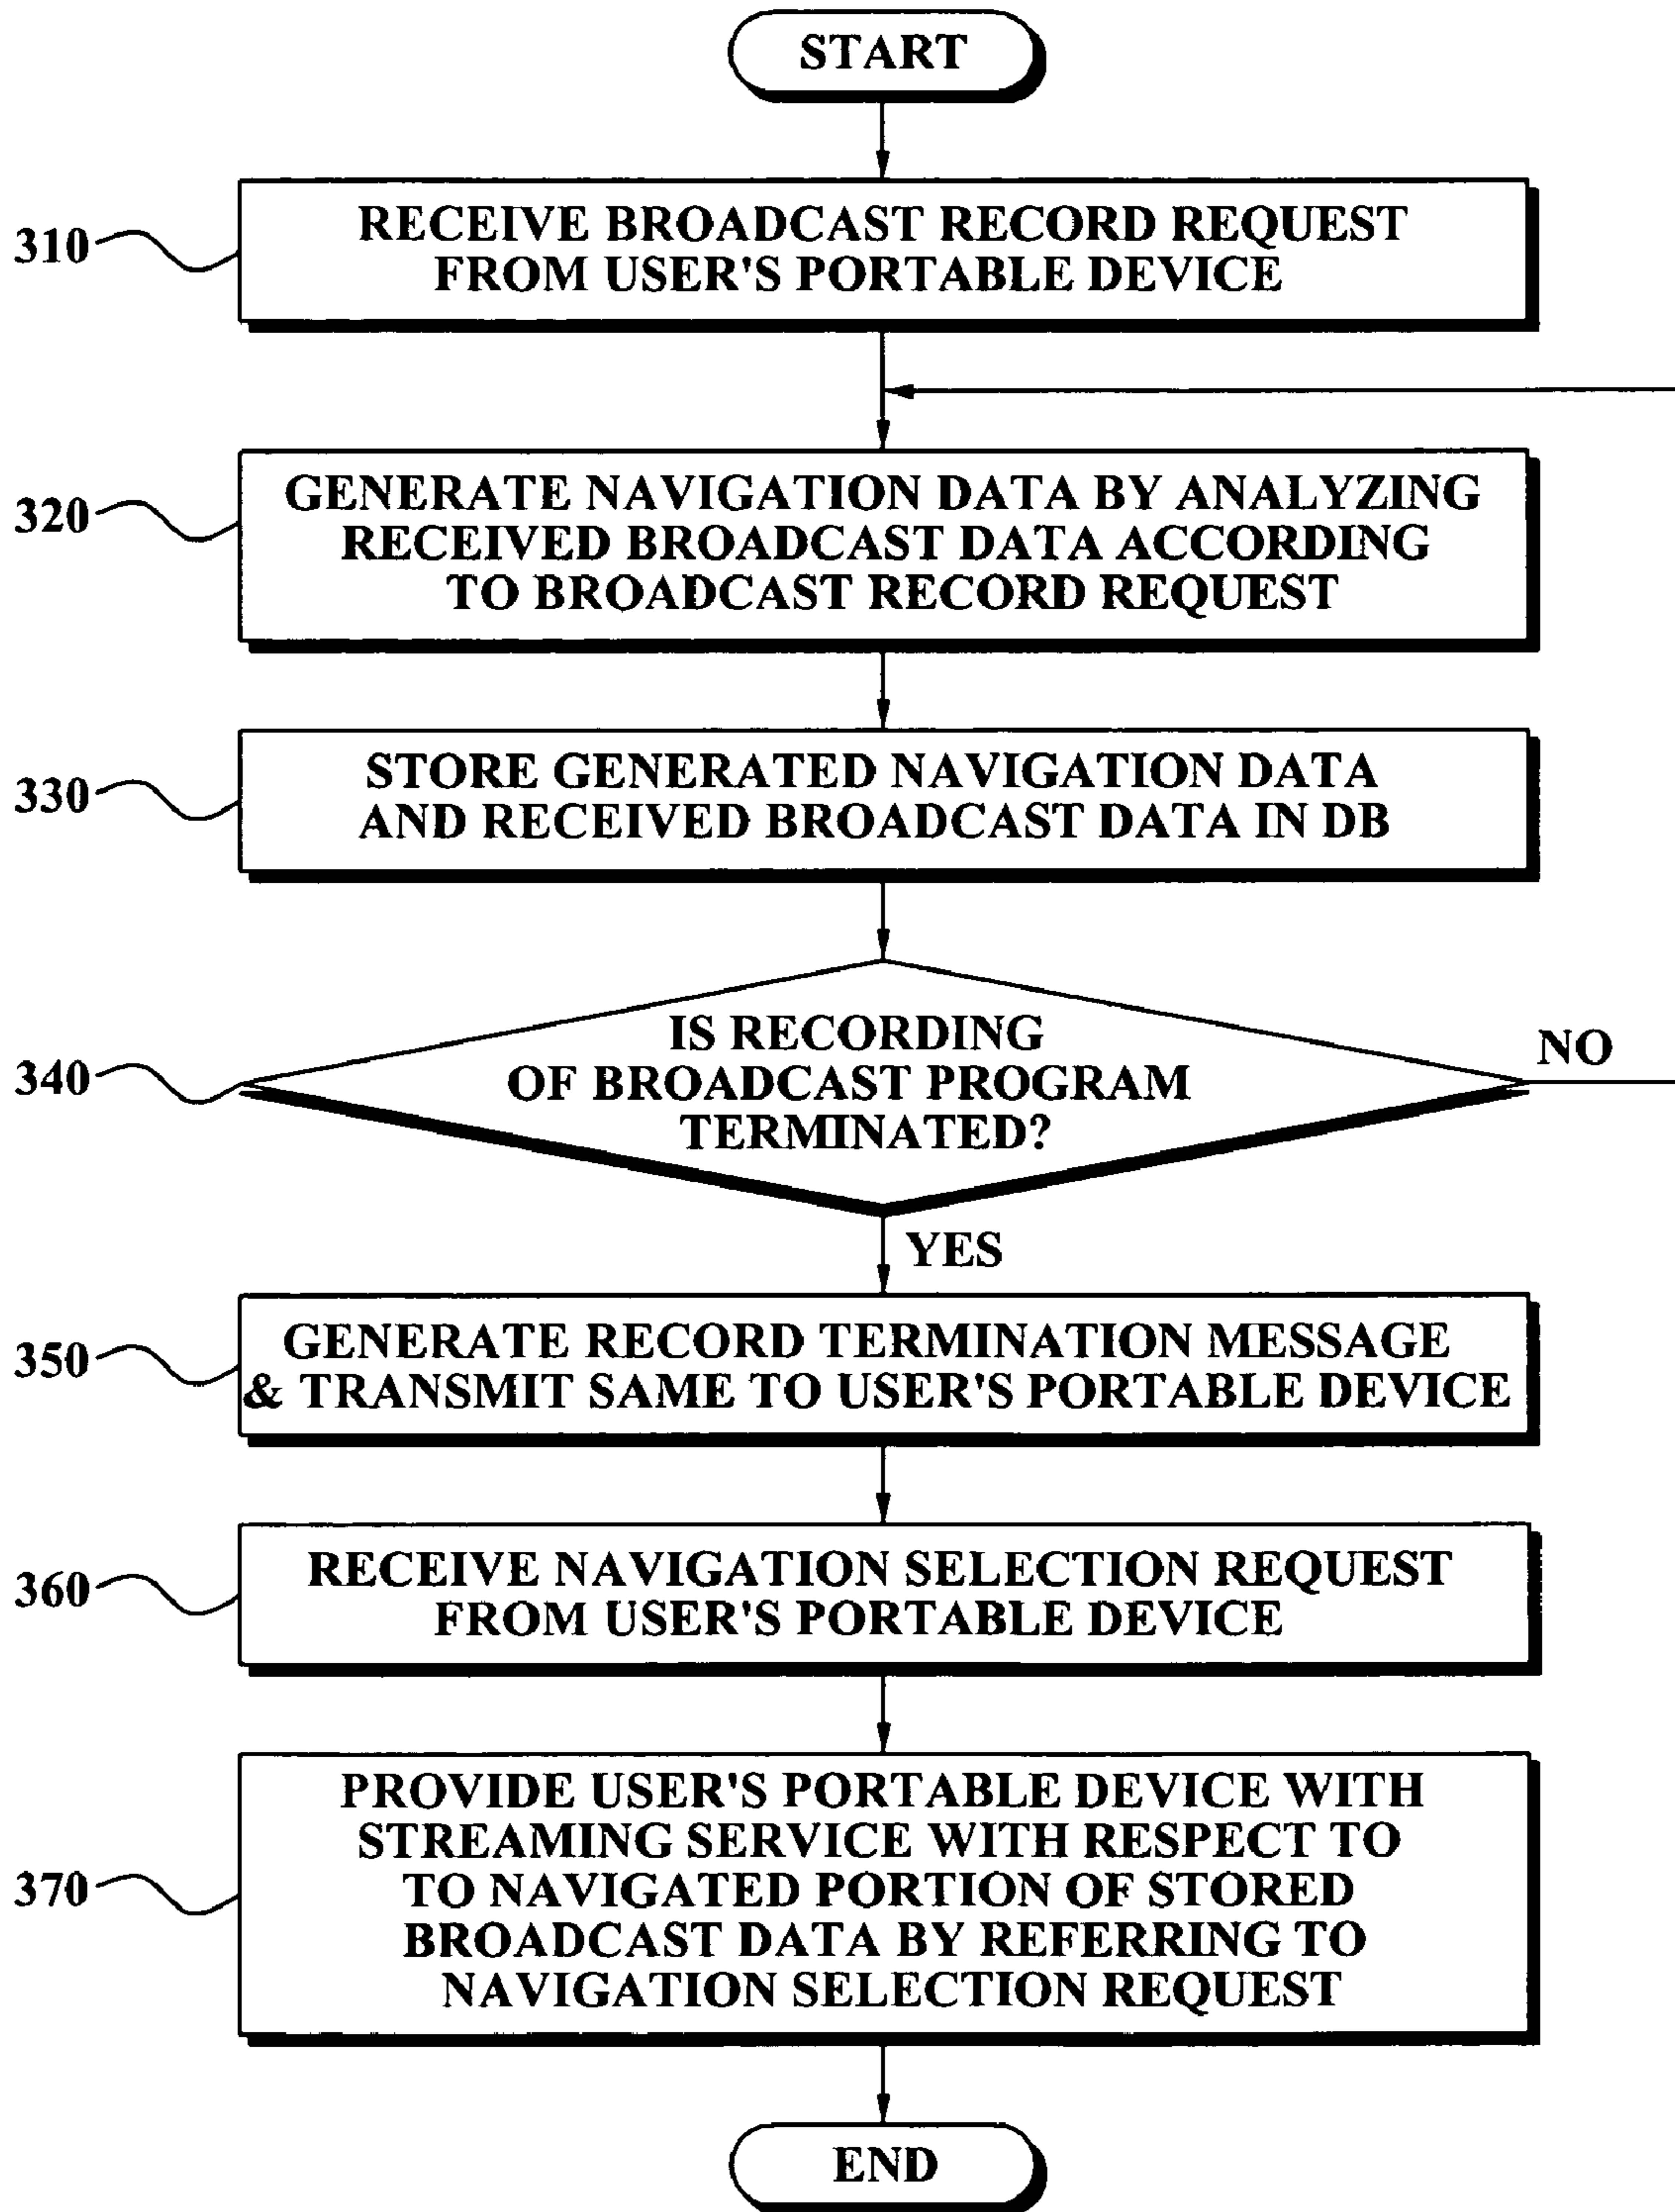 START
310
RECEIVE BROADCAST RECORD REQUEST
FROM USER'S PORTABLE DEVICE
320
GENERATE NAVIGATION DATA BY ANALYZING
RECEIVED BROADCAST DATA ACCORDING
TO BROADCAST RECORD REQUEST
330
STORE GENERATED NAVIGATION DATA
AND RECEIVED BROADCAST DATA IN DB
340
IS RECORDING
OF BROADCAST PROGRAM
TERMINATED?
NO
YES
350
GENERATE RECORD TERMINATION MESSAGE
& TRANSMIT SAME TO USER'S PORTABLE DEVICE
360
RECEIVE NAVIGATION SELECTION REQUEST
FROM USER'S PORTABLE DEVICE
370
PROVIDE USER'S PORTABLE DEVICE WITH
STREAMING SERVICE WITH RESPECT TO
TO NAVIGATED PORTION OF STORED
BROADCAST DATA BY REFERRING TO
NAVIGATION SELECTION REQUEST
END